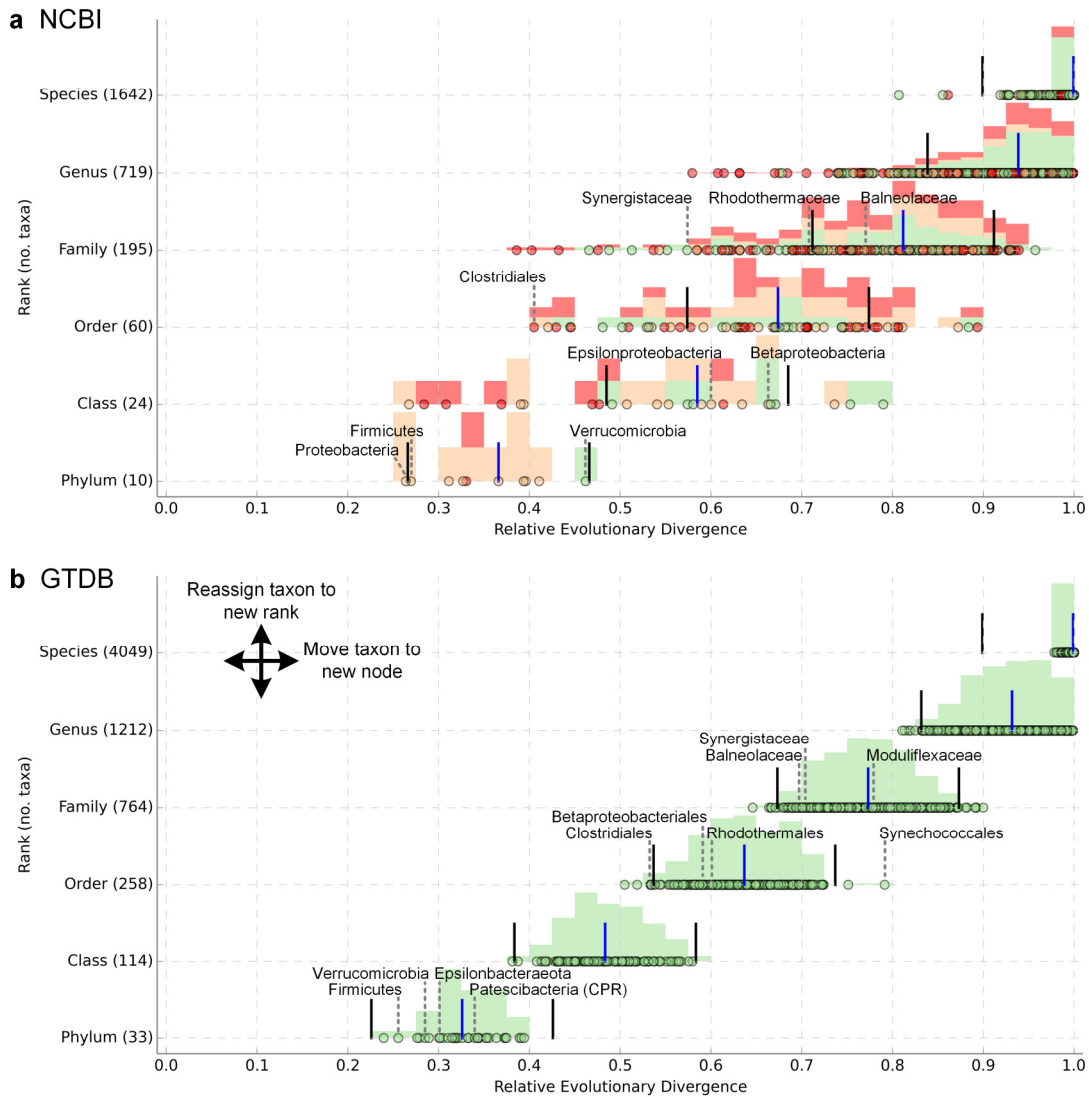 a NCBI
Species (1642)
Genus (719)
Synergistaceae Rhodothermaceae Balneolaceae
Family (195)
Clostridiales
Order (60)
Epsilonproteobacteria Betaproteobacteria
Class (24)
Firmicutes Verrucomicrobia
Proteobacteria
Phylum (10)
Rank (no. taxa)
0.0 0.1 0.2 0.3 0.4 0.5 0.6 0.7 0.8 0.9 1.0
Relative Evolutionary Divergence
b GTDB
Reassign taxon to
new rank
Move taxon to
new node
Species (4049)
Genus (1212)
Synergistaceae
Balneolaceae Moduliflexaceae
Family (764)
Betaproteobacteriales
Clostridiales Rhodothermales Synechococcales
Order (258)
Class (114)
Verrucomicrobia Epsilonbacteraeota
Firmicutes Patescibacteria (CPR)
Phylum (33)
Rank (no. taxa)
0.0 0.1 0.2 0.3 0.4 0.5 0.6 0.7 0.8 0.9 1.0
Relative Evolutionary Divergence